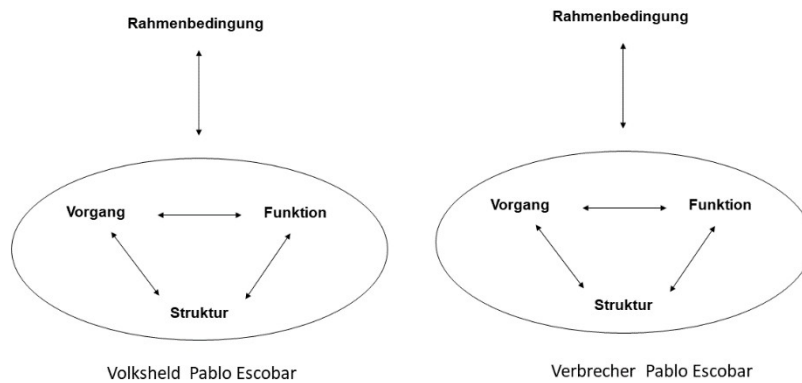 Rahmenbedingung
Vorgang
Funktion
Struktur
Volksheld Pablo Escobar
Rahmenbedingung
Vorgang
Funktion
Struktur
Verbrecher Pablo Escobar